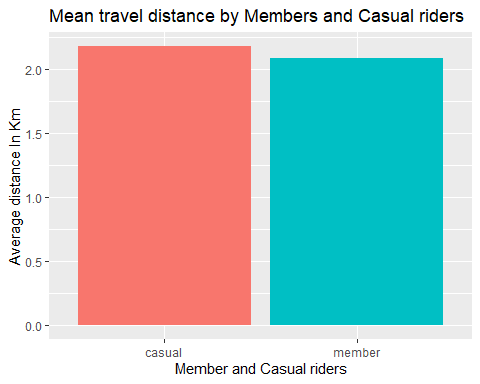 Mean travel distance by Members and Casual riders
Average distance In Km
2.0
1.5
1.0
0.5
0.0
casual member
Member and Casual riders